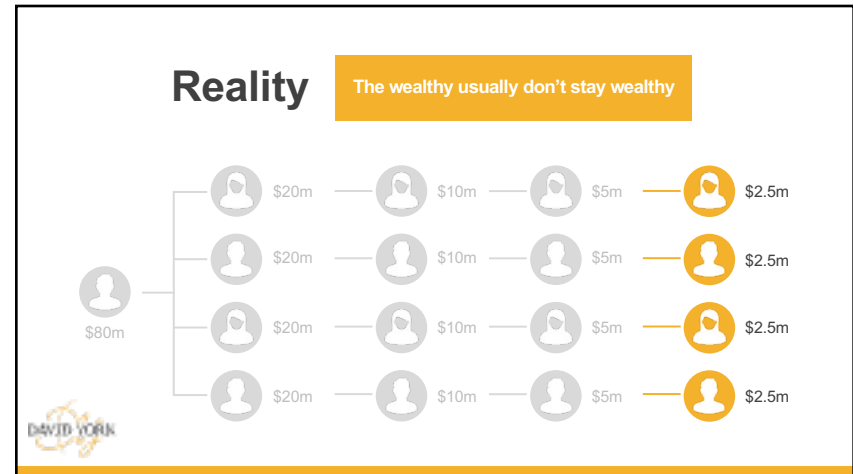 Reality
The wealthy usually don't stay wealthy
$20m $10m $5m $2.5m
$20m $10m $5m $2.5m
$80m
$20m $10m $5m $2.5m
$20m $10m $5m $2.5m
DAVID YORK